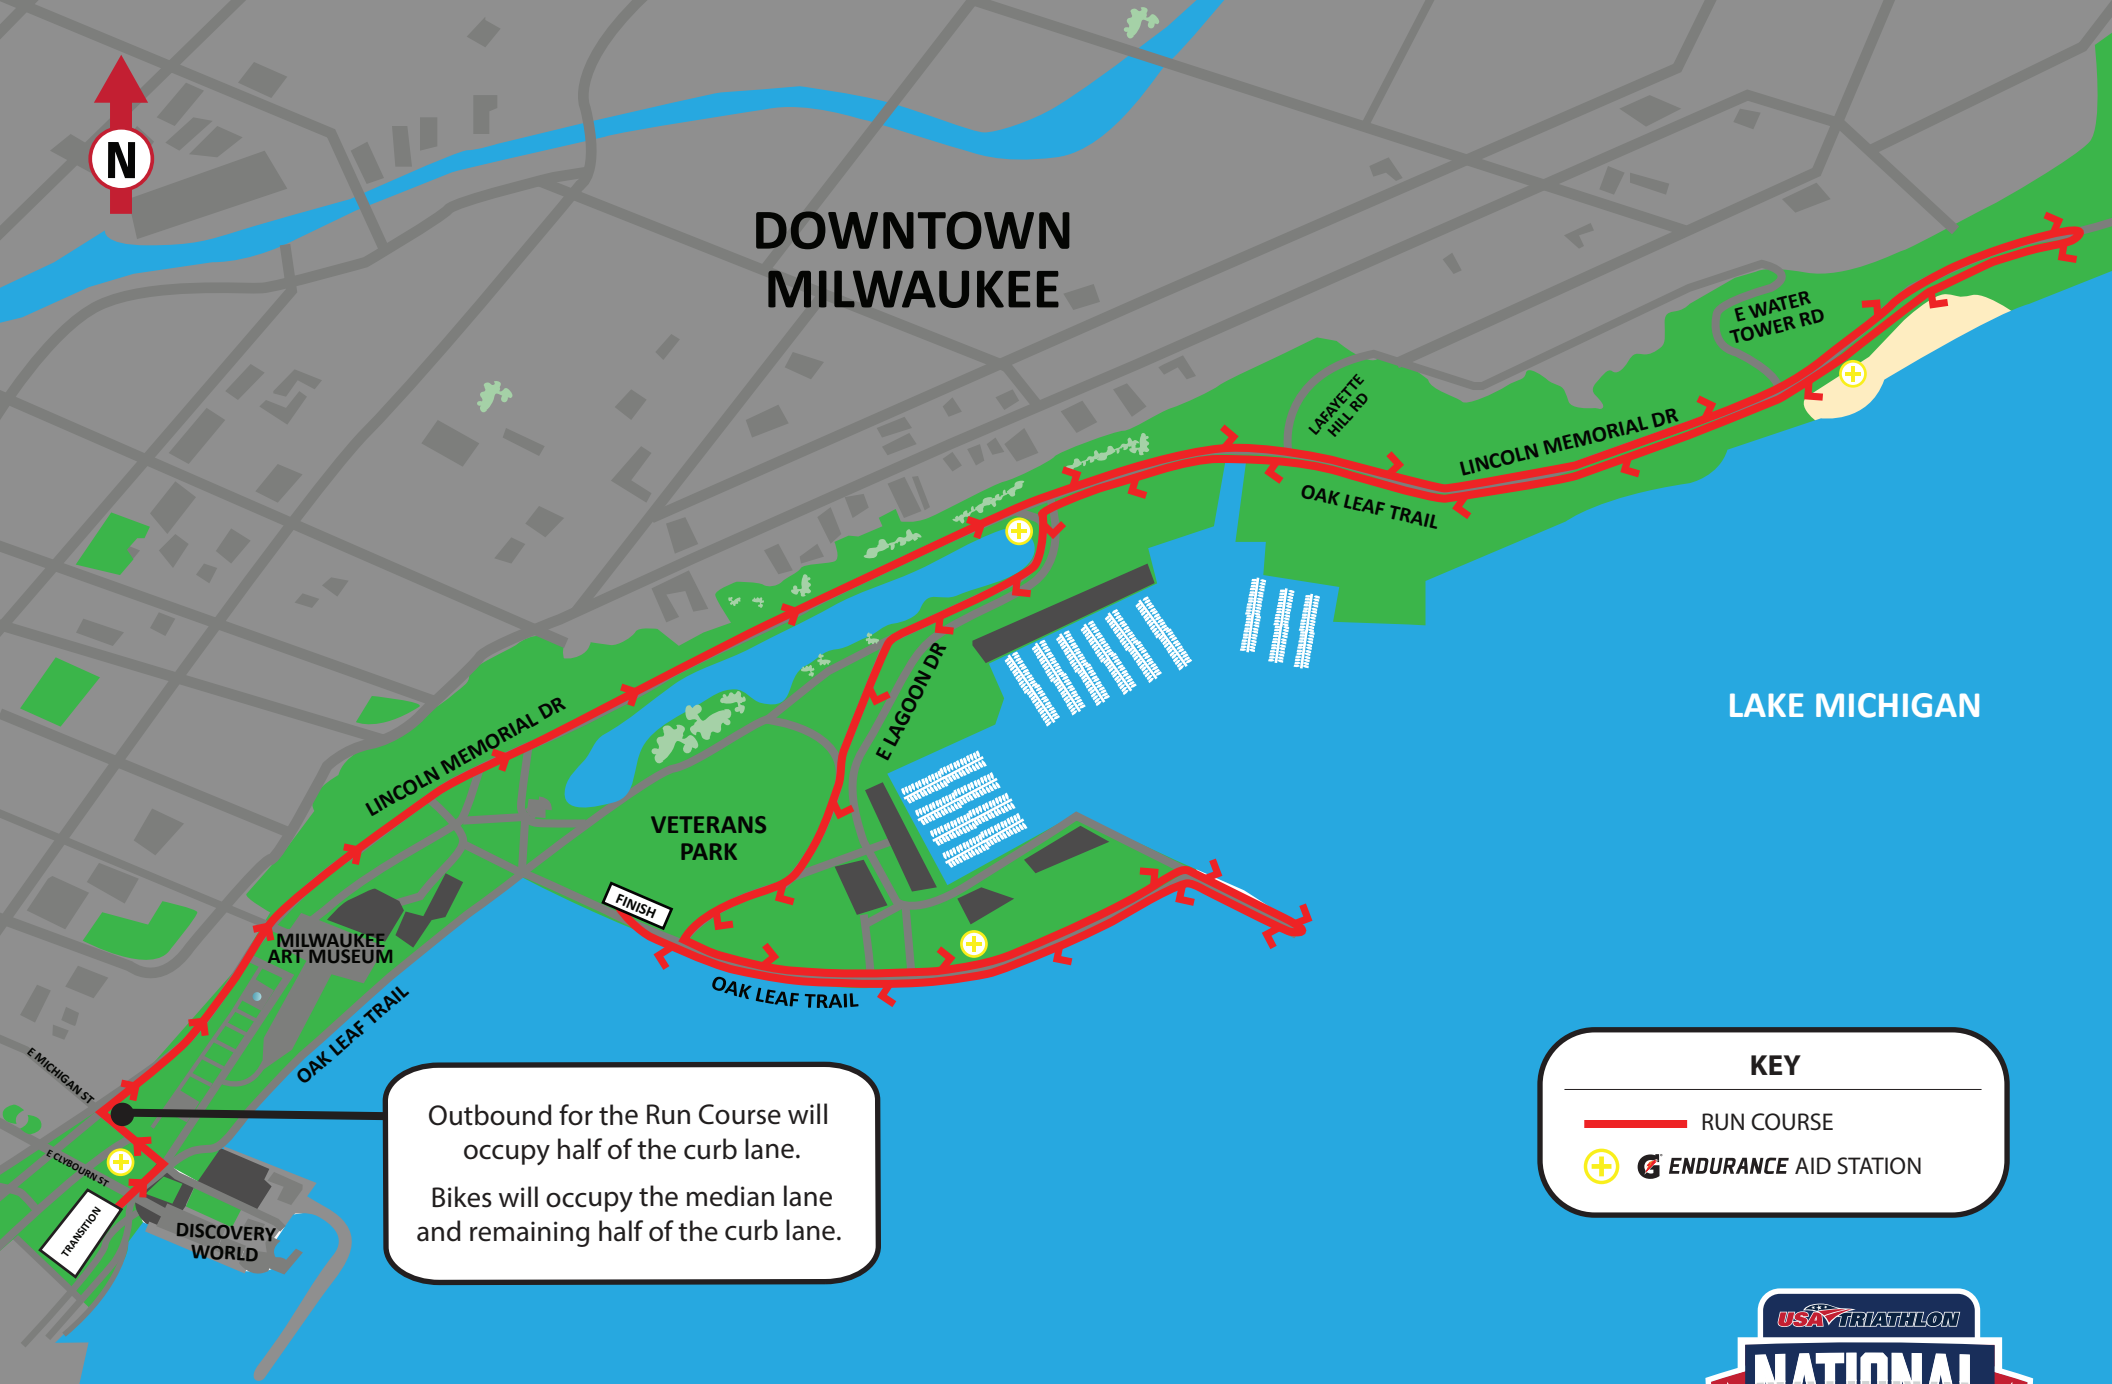 N
DOWNTOWN
MILWAUKEE
E WATER
TOWER RD
LAFAYETTE
HILL RD
LINCOLN MEMORIAL DR
OAK LEAF TRAIL
LAKE MICHIGAN
E LAGOON DR
LINCOLN MEMORIAL DR
VETERANS
PARK
FINISH
MILWAUKEE
ART MUSEUM
OAK LEAF TRAIL
OAK LEAF TRAIL
E MICHIGAN ST
E CLYBOURN ST
TRANSITION
DISCOVERY
WORLD
Outbound for the Run Course will
occupy half of the curb lane.
Bikes will occupy the median lane
and remaining half of the curb lane.
KEY
RUN COURSE
G ENDURANCE AID STATION
USA TRIATHLON
NATIONAL